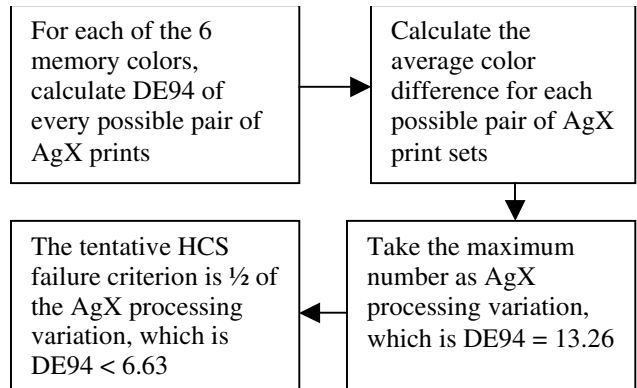 For each of the 6
memory colors,
calculate DE94 of
every possible pair of
AgX prints
Calculate the
average color
difference for each
possible pair of AgX
print sets
Take the maximum
number as AgX
processing variation,
which is DE94 = 13.26
The tentative HCS
failure criterion is ½ of
the AgX processing
variation, which is
DE94 < 6.63